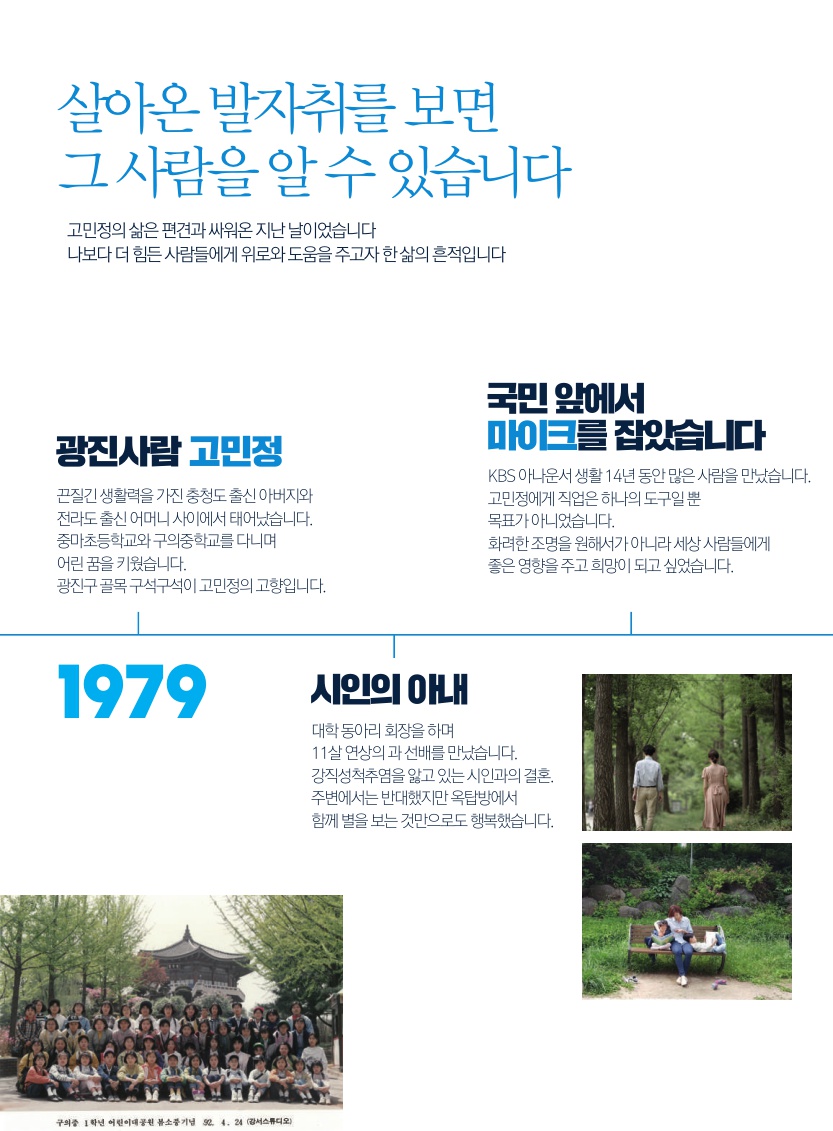 살아온 발자취를 보면
그 사람을 알 수 있습니다
고민정의 삶은 편견과 싸워온 지난 날이었습니다
나보다 더 힘든 사람들에게 위로와 도움을 주고자 한 삶의 흔적입니다
광진사람 고민정
끈질긴 생활력을 가진 충청도 출신 아버지와
전라도 출신 어머니 사이에서 태어났습니다.
중마초등학교와 구의중학교를 다니며
어린 꿈을 키웠습니다.
광진구 골목 구석구석이 고민정의 고향입니다.
국민 앞에서
마이크를 잡았습니다
KBS 아나운서 생활 14년 동안 많은 사람을 만났습니다.
고민정에게 직업은 하나의 도구일 뿐
목표가 아니었습니다.
화려한 조명을 원해서가 아니라 세상 사람들에게
좋은 영향을 주고 희망이 되고 싶었습니다.
1979
시인의 아내
대학 동아리 회장을 하며
11살 연상의 과 선배를 만났습니다.
강직성척추염을 앓고 있는 시인과의 결혼.
주변에서는 반대했지만 옥탑방에서
함께 별을 보는 것만으로도 행복했습니다.
구의중 1학년 어린이대공원 봄소풍기념 92. 4. 24 (강서스튜디오)